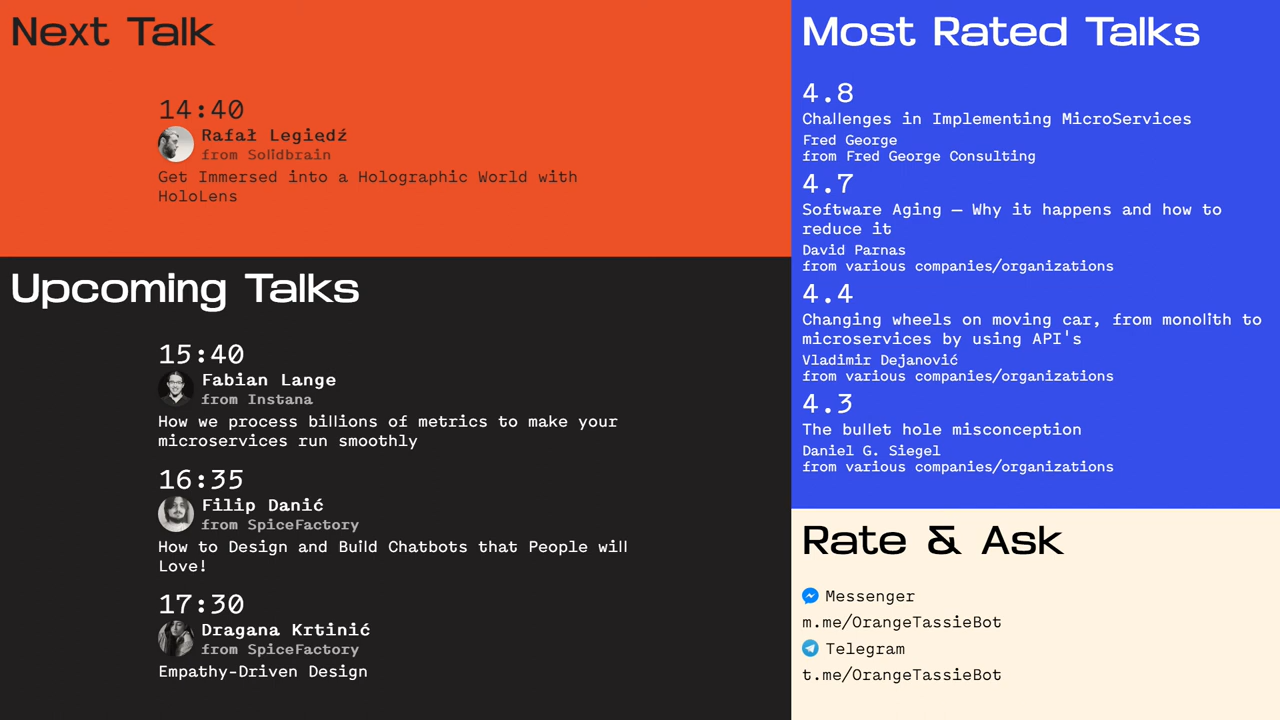 Next Talk
14:40
Rafał Legiędź
from Solidbrain
Get Immersed into a Holographic World with
HoloLens
Upcoming Talks
15:40
Fabian Lange
from Instana
How we process billions of metrics to make your
microservices run smoothly
16:35
Filip Danić
from SpiceFactory
How to Design and Build Chatbots that People will
Love!
17:30
Dragana Krtinić
from SpiceFactory
Empathy-Driven Design
Most Rated Talks
4.8
Challenges in Implementing MicroServices
Fred George
from Fred George Consulting
4.7
Software Aging — Why it happens and how to
reduce it
David Parnas
from various companies/organizations
4.4
Changing wheels on moving car, from monolith to
microservices by using API's
Vladimir Dejanović
from various companies/organizations
4.3
The bullet hole misconception
Daniel G. Siegel
from various companies/organizations
Rate & Ask
Messenger
m.me/OrangeTassieBot
Telegram
t.me/OrangeTassieBot